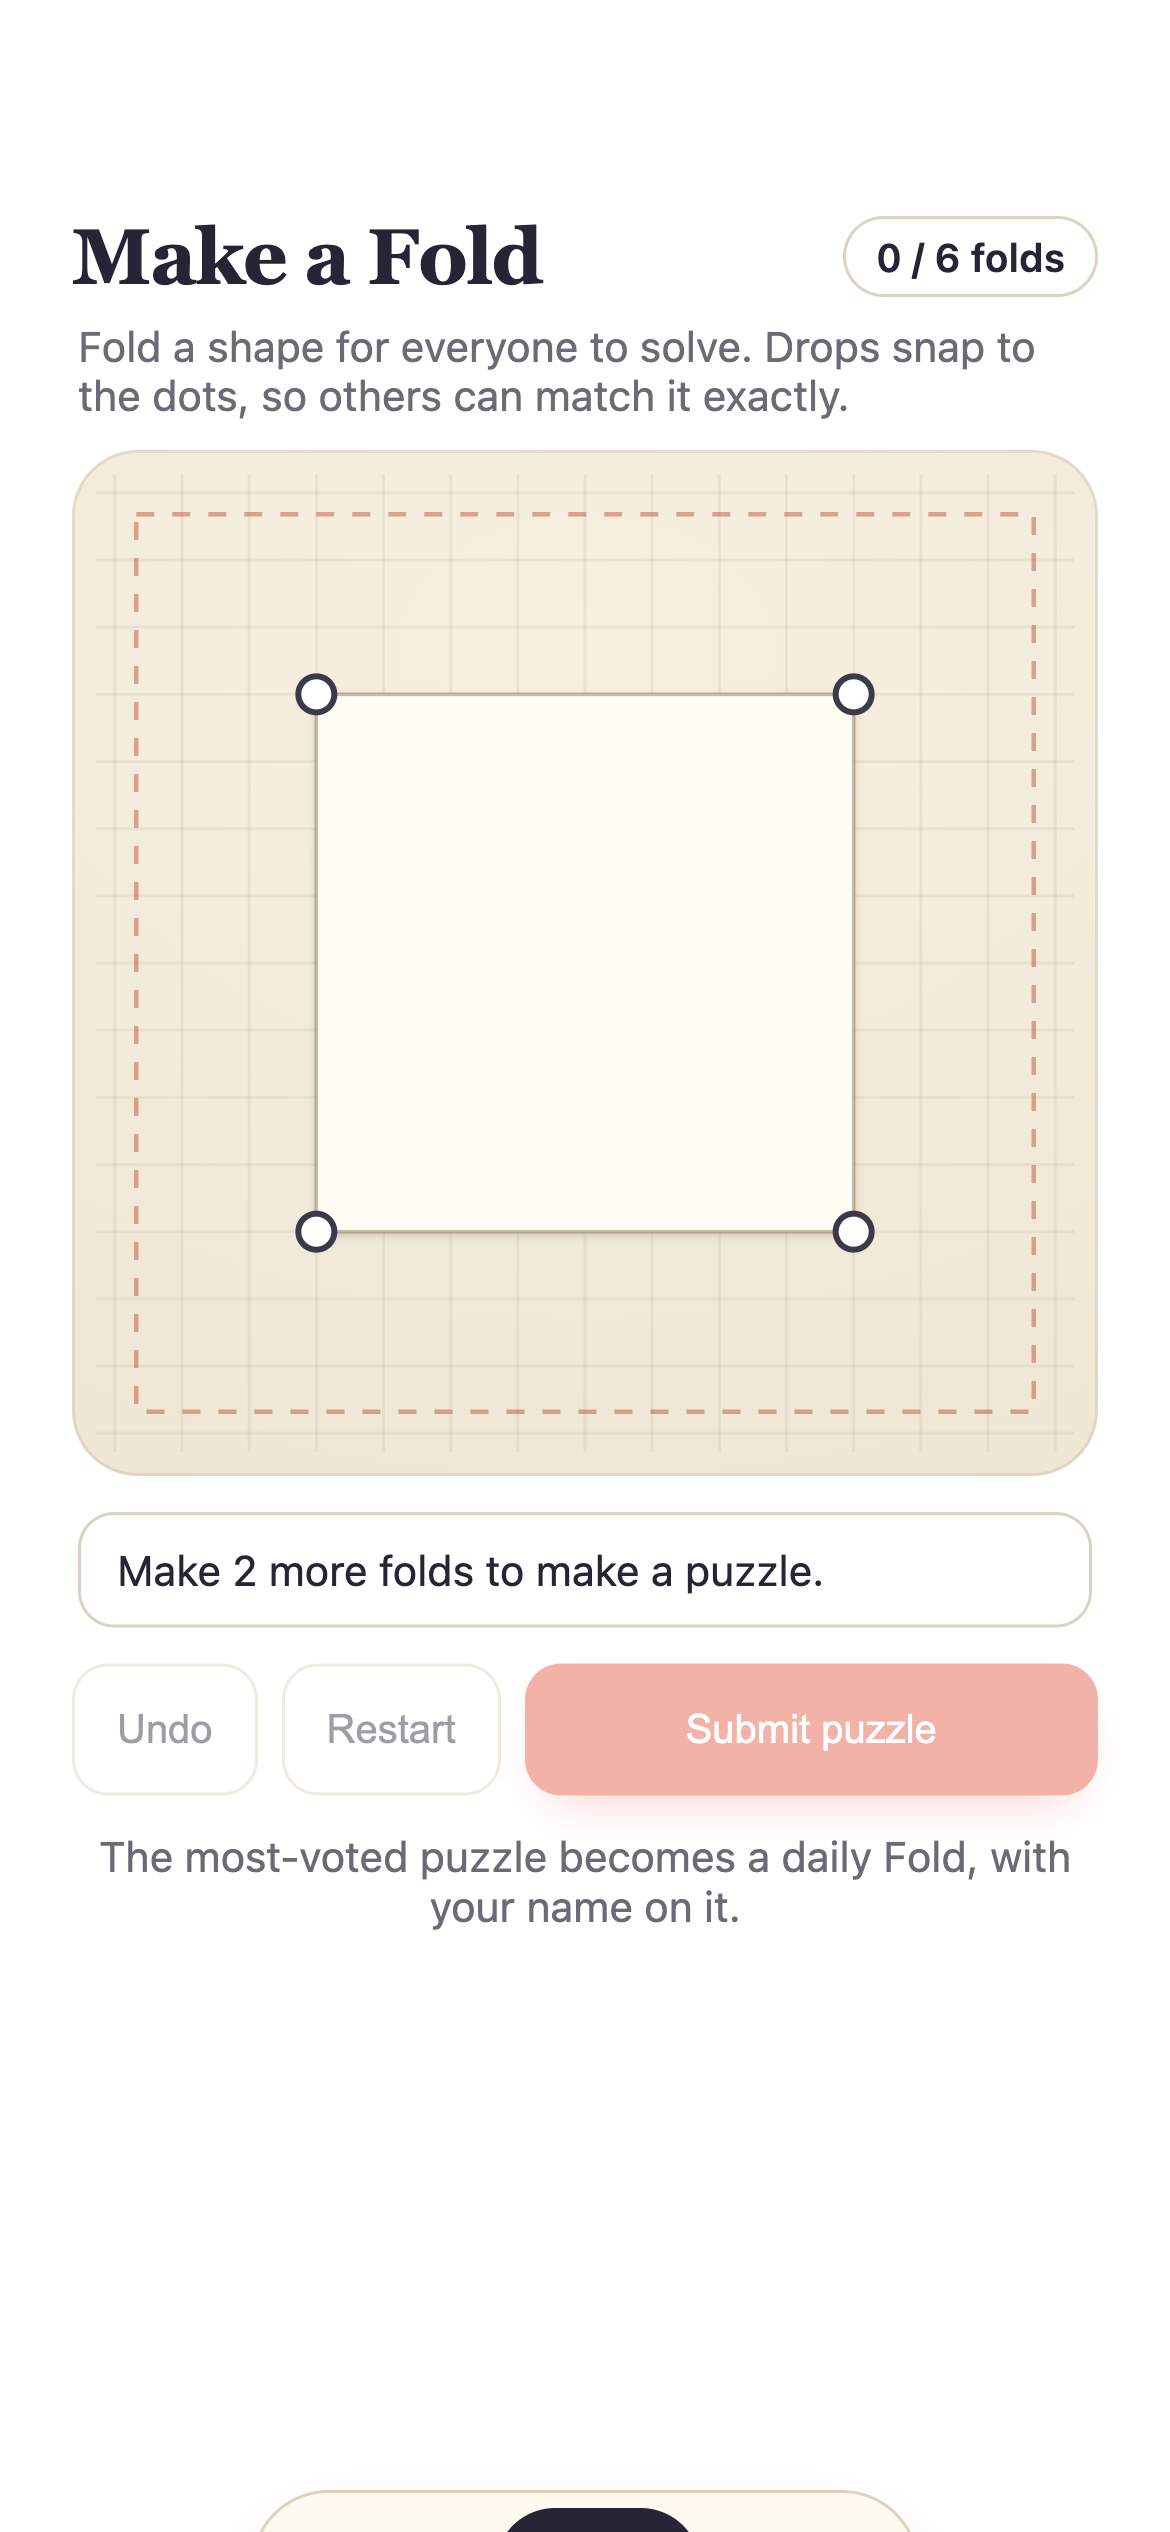 Make a Fold
0 / 6 folds
Fold a shape for everyone to solve. Drops snap to
the dots, so others can match it exactly.
Make 2 more folds to make a puzzle.
Undo
Restart
Submit puzzle
The most-voted puzzle becomes a daily Fold, with
your name on it.